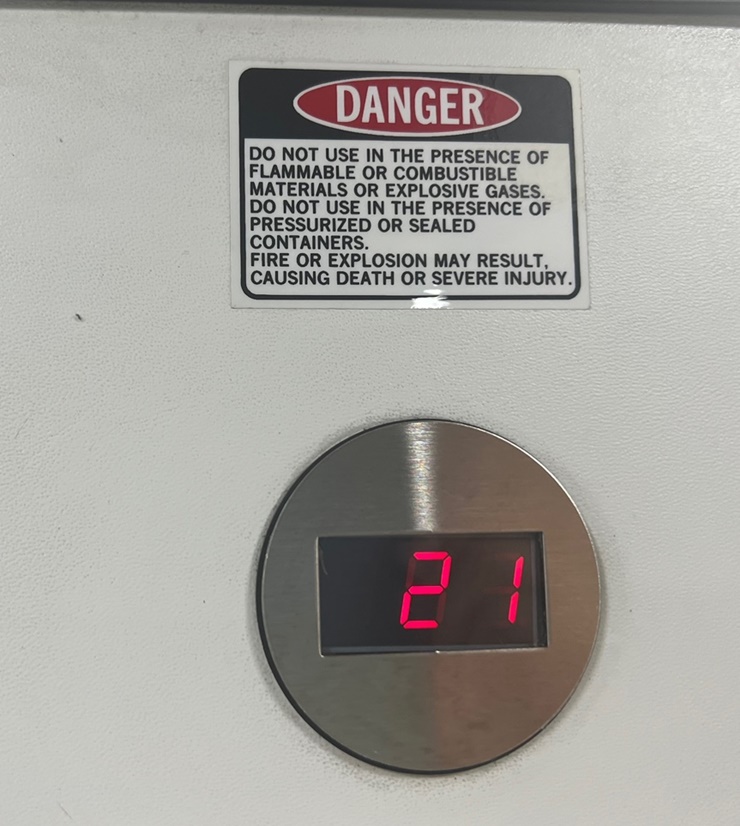 DANGER
DO NOT USE IN THE PRESENCE OF
FLAMMABLE OR COMBUSTIBLE
MATERIALS OR EXPLOSIVE GASES.
DO NOT USE IN THE PRESENCE OF
PRESSURIZED OR SEALED
CONTAINERS.
FIRE OR EXPLOSION MAY RESULT,
CAUSING DEATH OR SEVERE INJURY.
21